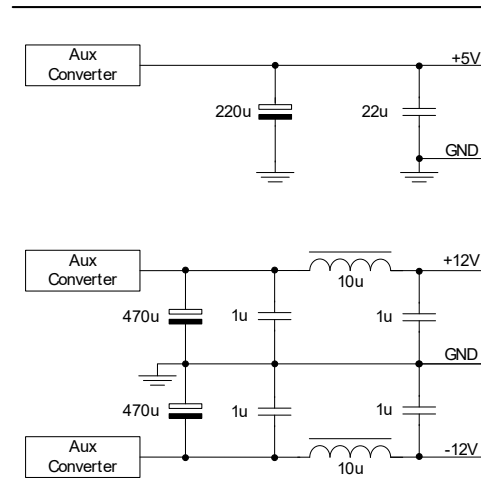 Aux
Converter
+5V
220u
22u
GND
Aux
Converter
+12V
10u
470u
1u
1u
GND
470u
1u
1u
Aux
Converter
10u
-12V